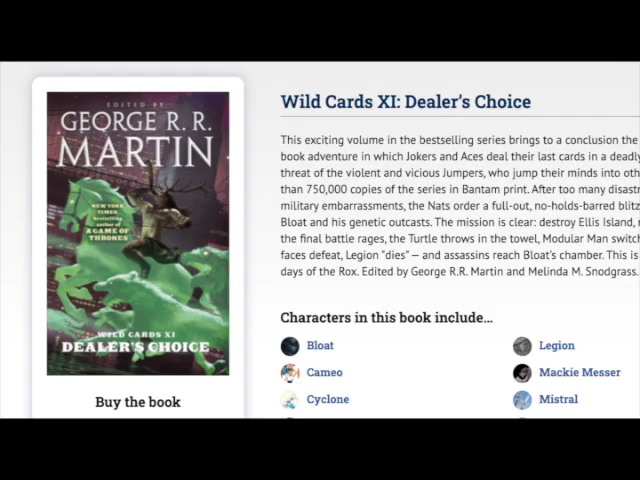 EDITED BY
GEORGE R. R.
MARTIN
NEW YORK
TIMES
bestselling
author of
A GAME OF
THRONES
WILD CARDS XI
DEALER'S CHOICE
Buy the book
Wild Cards XI: Dealer's Choice
This exciting volume in the bestselling series brings to a conclusion the
book adventure in which Jokers and Aces deal their last cards in a deadly
threat of the violent and vicious Jumpers, who jump their minds into oth
than 750,000 copies of the series in Bantam print. After too many disastr
military embarrassments, the Nats order a full-out, no-holds-barred blitz
Bloat and his genetic outcasts. The mission is clear: destroy Ellis Island,
the final battle rages, the Turtle throws in the towel, Modular Man switch
faces defeat, Legion "dies" — and assassins reach Bloat's chamber. This is
days of the Rox. Edited by George R.R. Martin and Melinda M. Snodgrass.
Characters in this book include...
Bloat
Legion
Cameo
Mackie Messer
Cyclone
Mistral